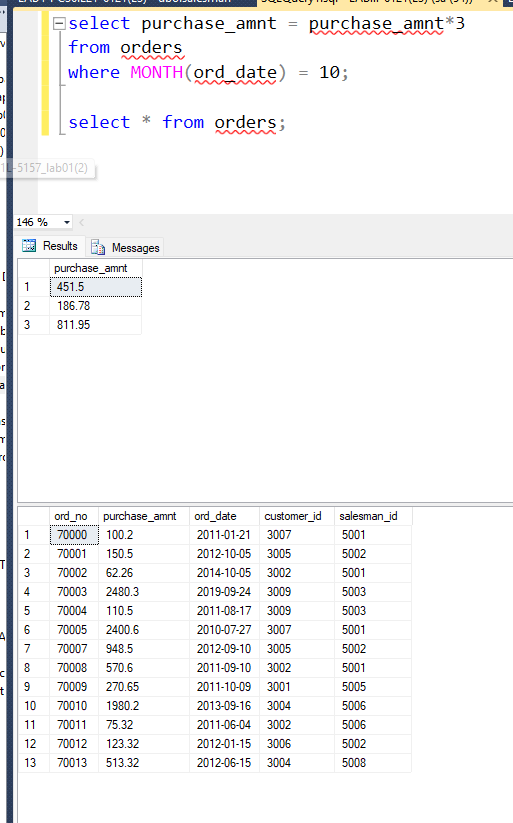 select purchase_amnt = purchase_amnt*3
from orders
where MONTH(ord_date) = 10;
select * from orders;
1L-5157_lab01(2)
146 %
Results Messages
purchase_amnt
1 451.5
2 186.78
3 811.95
ord_no purchase_amnt ord_date customer_id salesman_id
1 70000 100.2 2011-01-21 3007 5001
2 70001 150.5 2012-10-05 3005 5002
3 70002 62.26 2014-10-05 3002 5001
4 70003 2480.3 2019-09-24 3009 5003
5 70004 110.5 2011-08-17 3009 5003
6 70005 2400.6 2010-07-27 3007 5001
7 70007 948.5 2012-09-10 3005 5002
8 70008 570.6 2011-09-10 3002 5001
9 70009 270.65 2011-10-09 3001 5005
10 70010 1980.2 2013-09-16 3004 5006
11 70011 75.32 2011-06-04 3002 5006
12 70012 123.32 2012-01-15 3006 5002
13 70013 513.32 2012-06-15 3004 5008